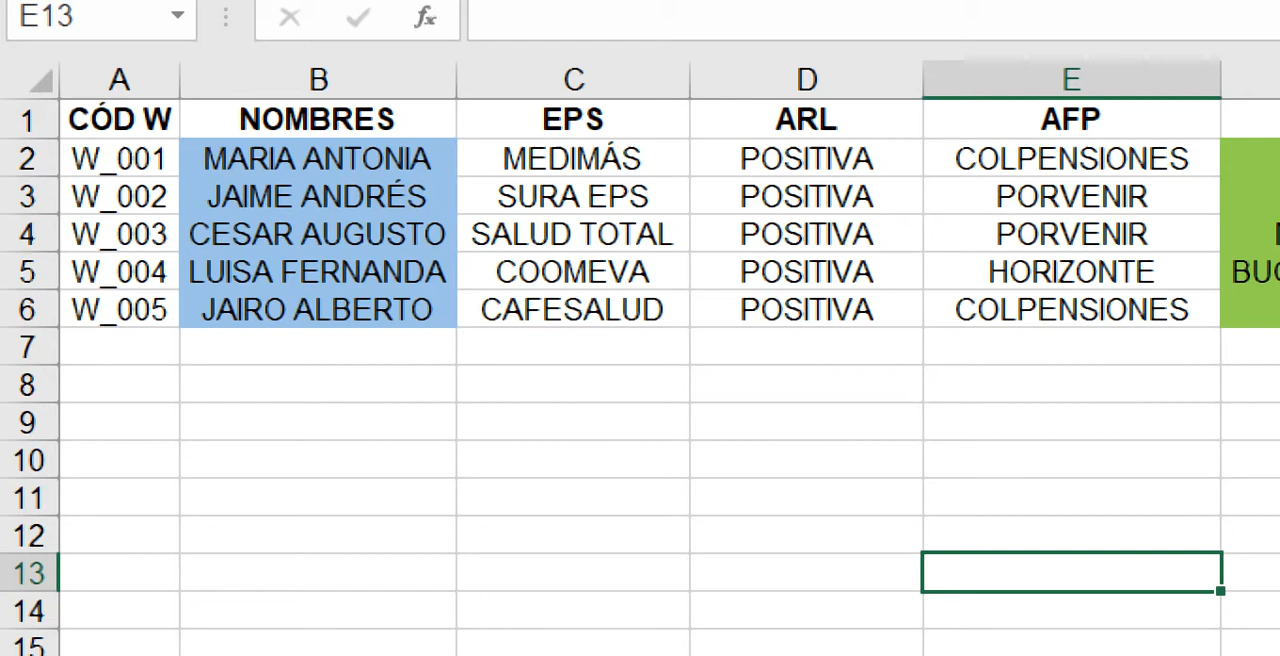 E13 fx
A B C D E
1 CÓD W NOMBRES EPS ARL AFP
2 W_001 MARIA ANTONIA MEDIMÁS POSITIVA COLPENSIONES
3 W_002 JAIME ANDRÉS SURA EPS POSITIVA PORVENIR
4 W_003 CESAR AUGUSTO SALUD TOTAL POSITIVA PORVENIR
5 W_004 LUISA FERNANDA COOMEVA POSITIVA HORIZONTE BUC
6 W_005 JAIRO ALBERTO CAFESALUD POSITIVA COLPENSIONES
7
8
9
10
11
12
13
14
15